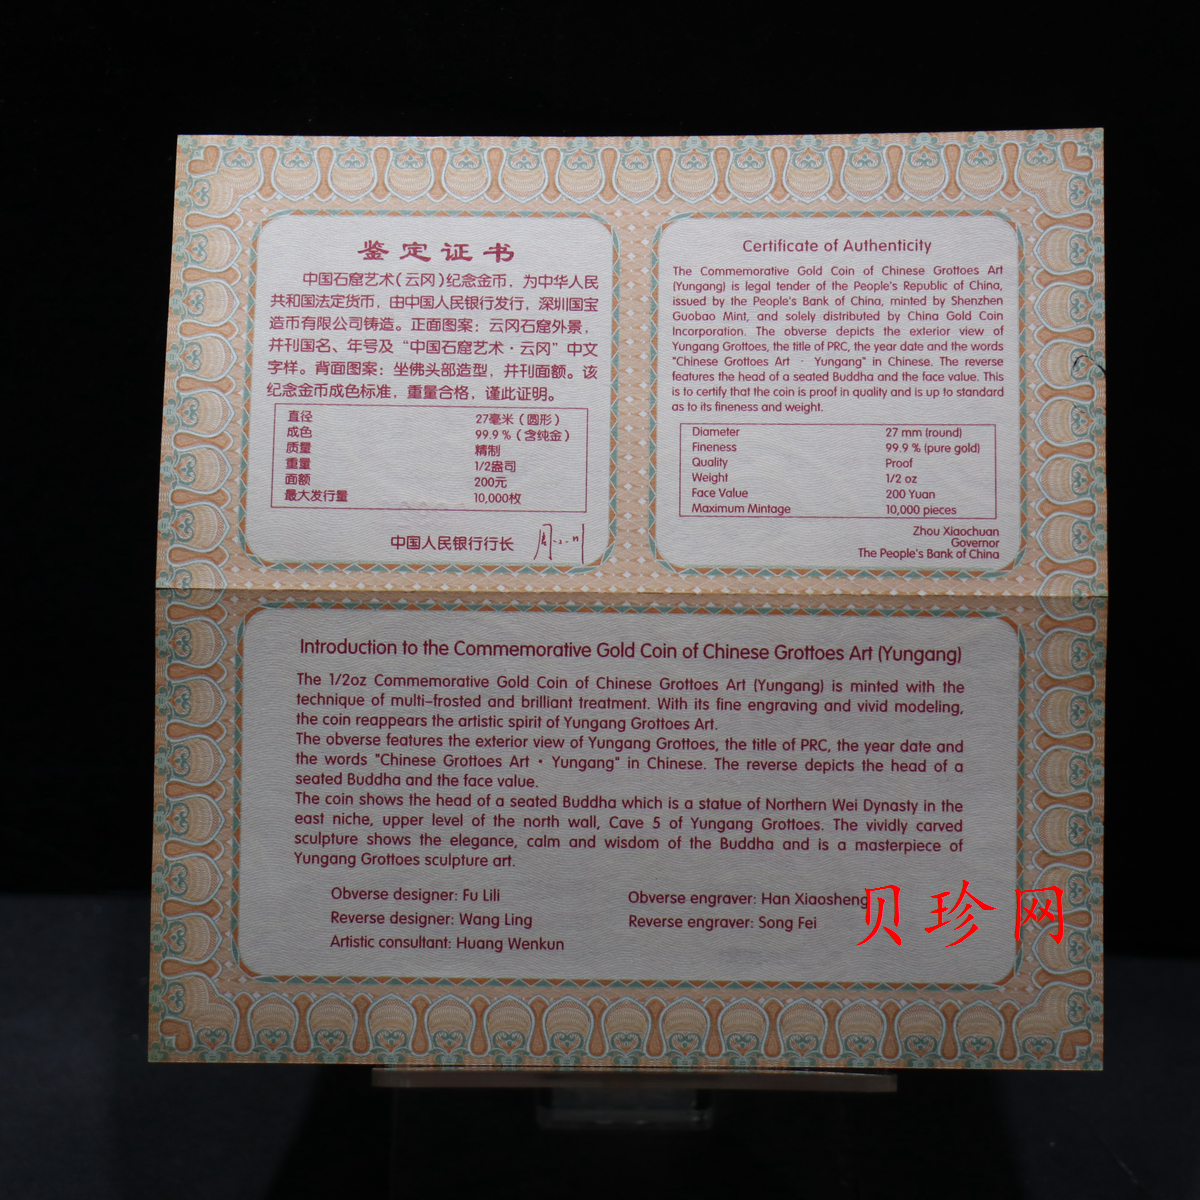 鉴定证书
中国石窟艺术（云冈）纪念金币，为中华人民
共和国法定货币，由中国人民银行发行，深圳国宝
造币有限公司铸造。正面图案：云冈石窟外景，
并刊国名、年号及“中国石窟艺术·云冈”中文
字样。背面图案：坐佛头部造型，并刊面额。该
纪念金币成色标准，重量合格，谨此证明。
直径 27毫米（圆形）
成色 99.9%（含纯金）
质量 精制
重量 1/2盎司
面额 200元
最大发行量 10,000枚
中国人民银行行长
Certificate of Authenticity
The Commemorative Gold Coin of Chinese Grottoes Art
(Yungang) is legal tender of the People's Republic of China,
issued by the People's Bank of China, minted by Shenzhen
Guobao Mint, and solely distributed by China Gold Coin
Incorporation. The obverse depicts the exterior view of
Yungang Grottoes, the title of PRC, the year date and the words
"Chinese Grottoes Art · Yungang" in Chinese. The reverse
features the head of a seated Buddha and the face value. This
is to certify that the coin is proof in quality and is up to standard
as to its fineness and weight.
Diameter 27 mm (round)
Fineness 99.9 % (pure gold)
Quality Proof
Weight 1/2 oz
Face Value 200 Yuan
Maximum Mintage 10,000 pieces
Zhou Xiaochuan
Governor
The People's Bank of China
Introduction to the Commemorative Gold Coin of Chinese Grottoes Art (Yungang)
The 1/2oz Commemorative Gold Coin of Chinese Grottoes Art (Yungang) is minted with the
technique of multi-frosted and brilliant treatment. With its fine engraving and vivid modeling,
the coin reappears the artistic spirit of Yungang Grottoes Art.
The obverse features the exterior view of Yungang Grottoes, the title of PRC, the year date and
the words "Chinese Grottoes Art · Yungang" in Chinese. The reverse depicts the head of a
seated Buddha and the face value.
The coin shows the head of a seated Buddha which is a statue of Northern Wei Dynasty in the
east niche, upper level of the north wall, Cave 5 of Yungang Grottoes. The vividly carved
sculpture shows the elegance, calm and wisdom of the Buddha and is a masterpiece of
Yungang Grottoes sculpture art.
Obverse designer: Fu Lili Obverse engraver: Han Xiaosheng
Reverse designer: Wang Ling Reverse engraver: Song Fei
Artistic consultant: Huang Wenkun
贝珍网